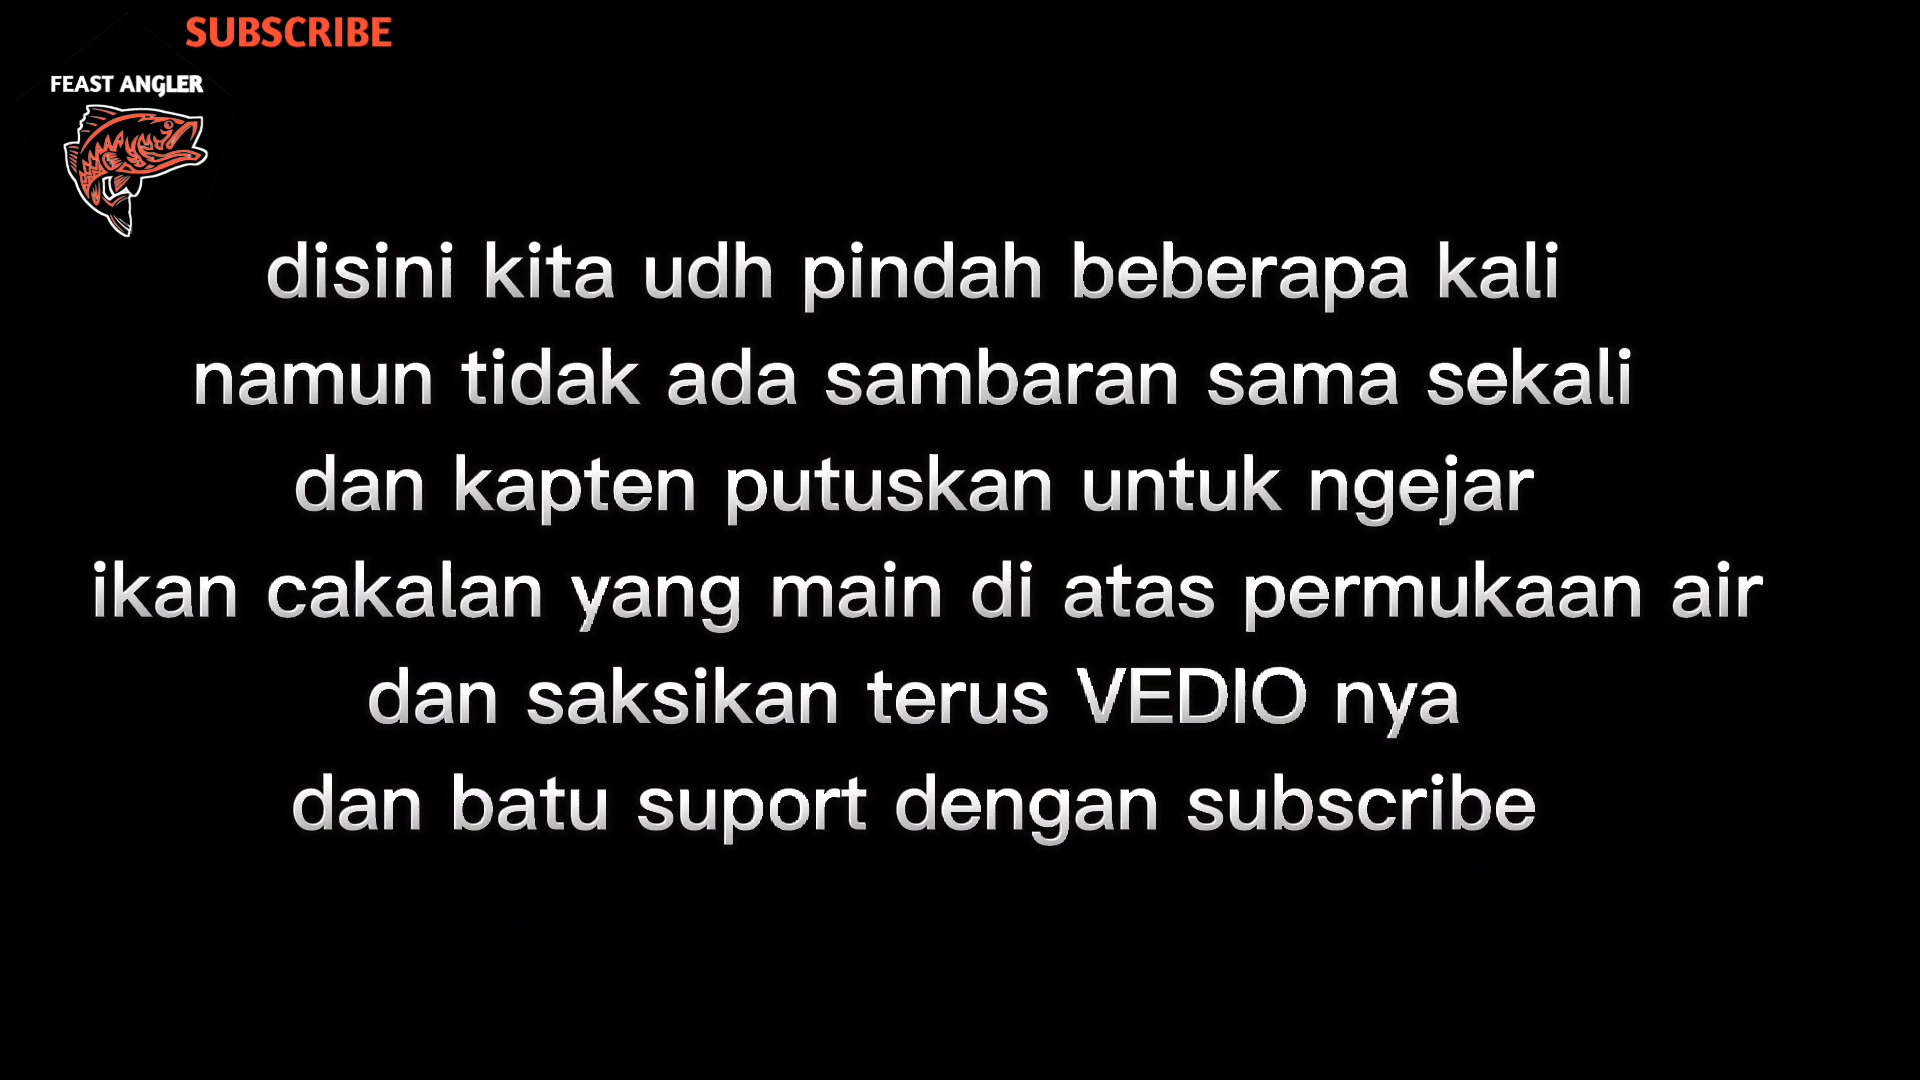 SUBSCRIBE
FEAST ANGLER
disini kita udh pindah beberapa kali
namun tidak ada sambaran sama sekali
dan kapten putuskan untuk ngejar
ikan cakalan yang main di atas permukaan air
dan saksikan terus VEDIO nya
dan batu suport dengan subscribe